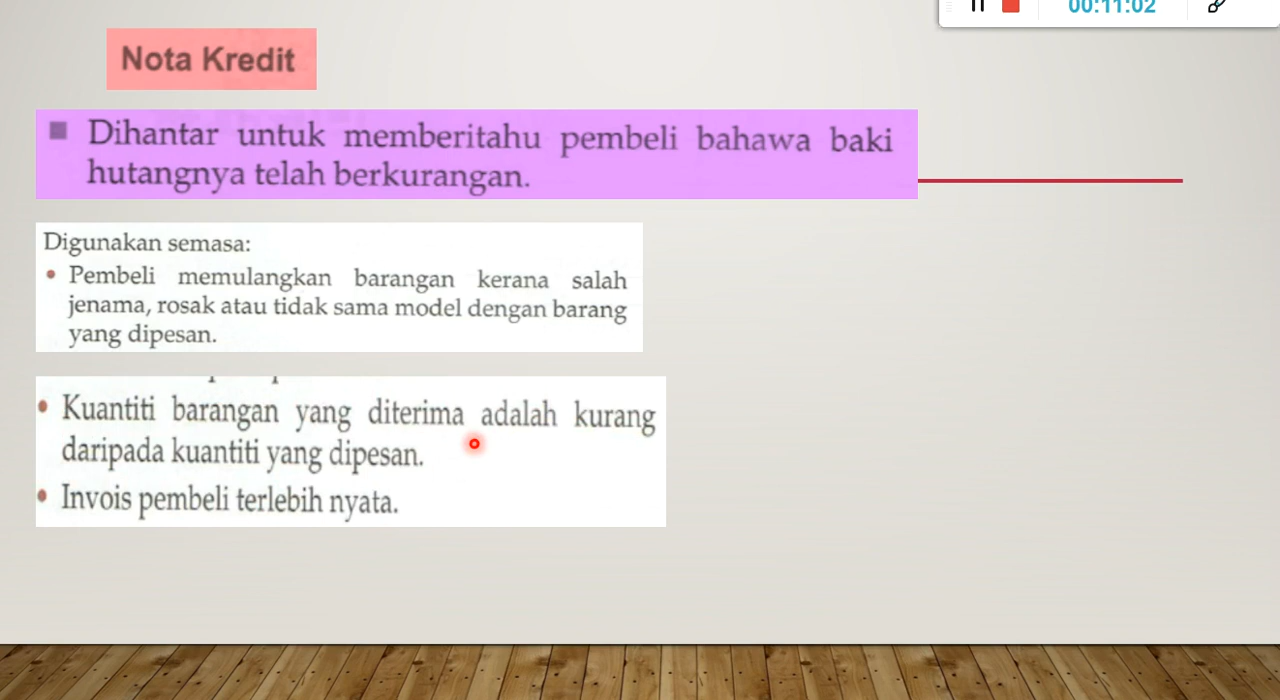 00:11:02
Nota Kredit
Dihantar untuk memberitahu pembeli bahawa baki
hutangnya telah berkurangan.
Digunakan semasa:
• Pembeli memulangkan barangan kerana salah
jenama, rosak atau tidak sama model dengan barang
yang dipesan.
• Kuantiti barangan yang diterima adalah kurang
daripada kuantiti yang dipesan.
• Invois pembeli terlebih nyata.